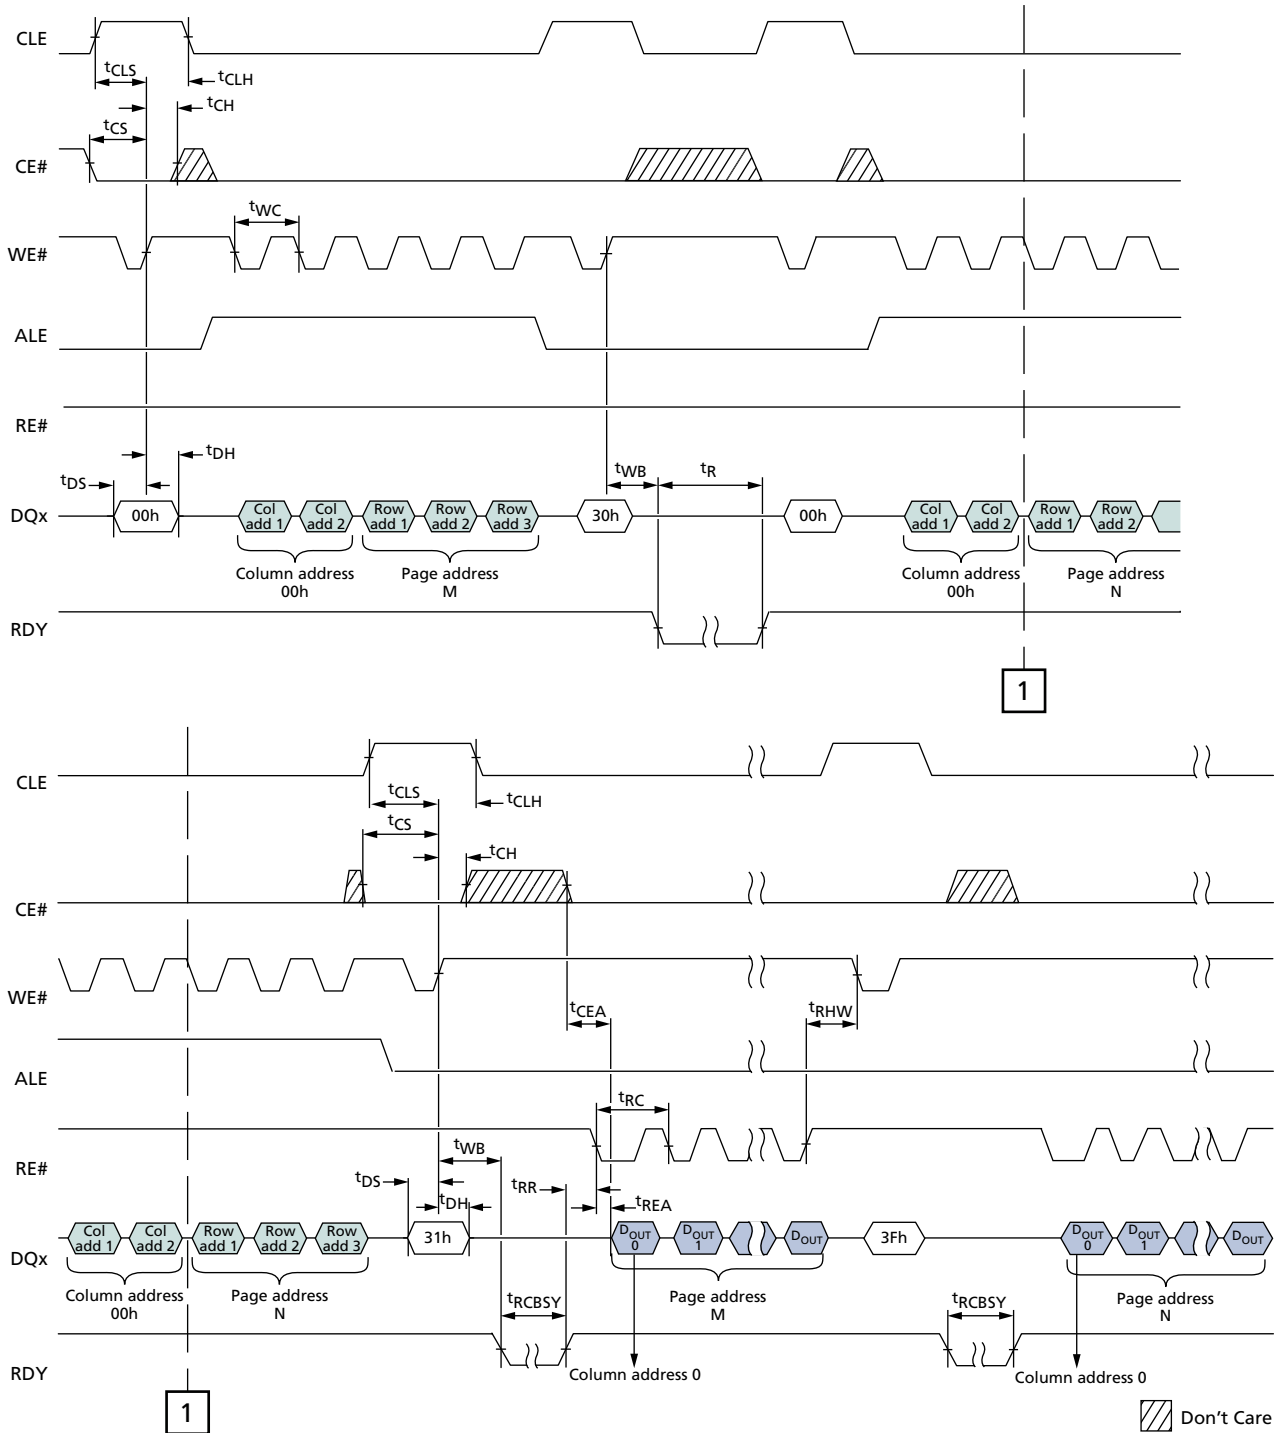 CLE
tCLS
tCLH
tCH
tCS
CE#
tWC
WE#
ALE
RE#
tDH
tDS
tWB
tR
DQx
00h
Col add 1
Col add 2
Row add 1
Row add 2
Row add 3
30h
00h
Col add 1
Col add 2
Row add 1
Row add 2
Column address
00h
Page address
M
Column address
00h
Page address
N
RDY
1
CLE
tCLS
tCLH
tCS
tCH
CE#
WE#
tCEA
tRHW
ALE
tRC
tWB
RE#
tDS
tDH
tRR
tREA
DQx
Col add 1
Col add 2
Row add 1
Row add 2
Row add 3
31h
DOUT 0
DOUT 1
DOUT
3Fh
DOUT 0
DOUT 1
DOUT
Column address
00h
Page address
N
tRCBSY
Page address
M
tRCBSY
Page address
N
RDY
Column address 0
Column address 0
1
Don't Care